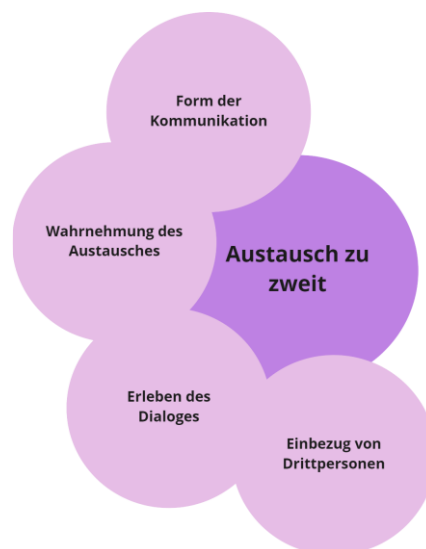 Form der
Kommunikation
Wahrnehmung des
Austausches
Austausch zu
zweit
Erleben des
Dialoges
Einbezug von
Drittpersonen